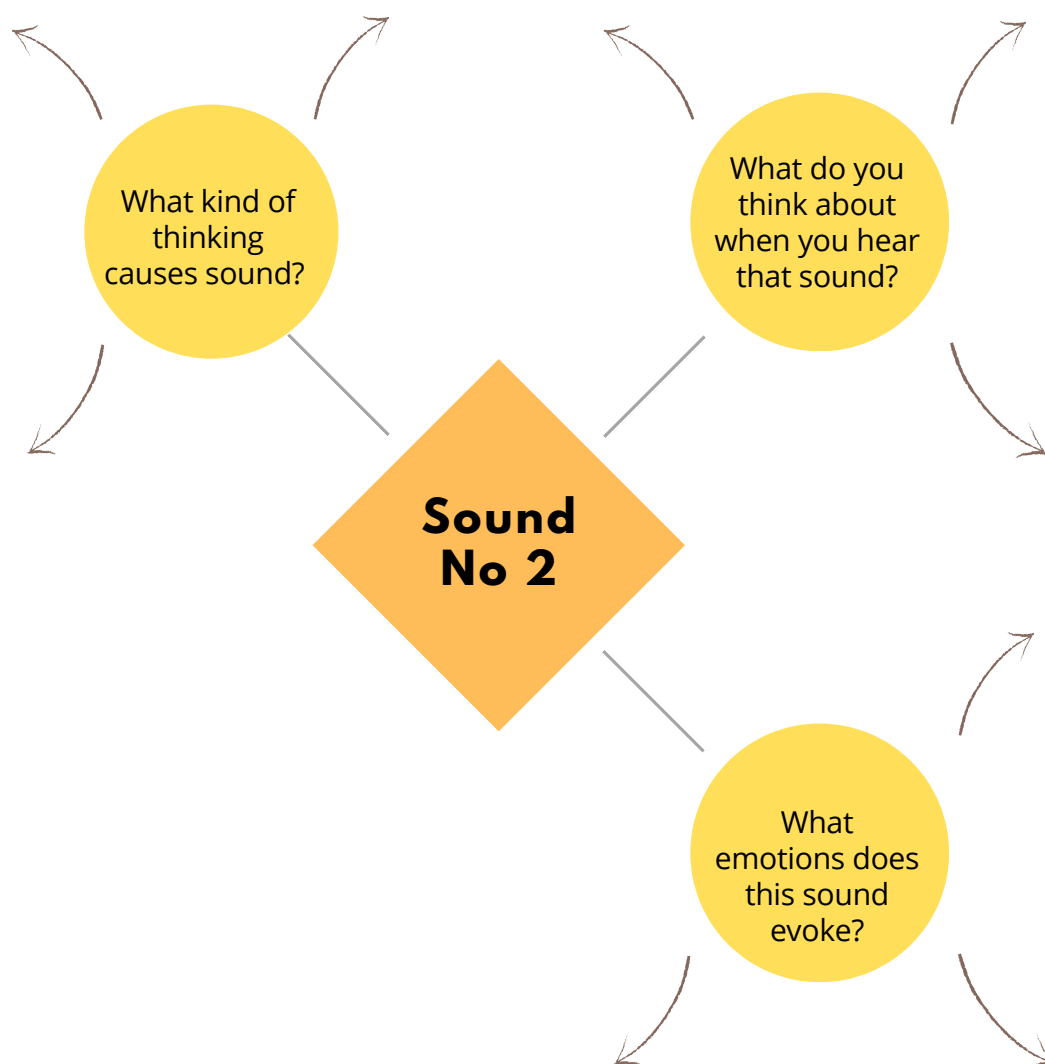 What kind of
thinking
causes sound?
What do you
think about
when you hear
that sound?
Sound
No 2
What
emotions does
this sound
evoke?